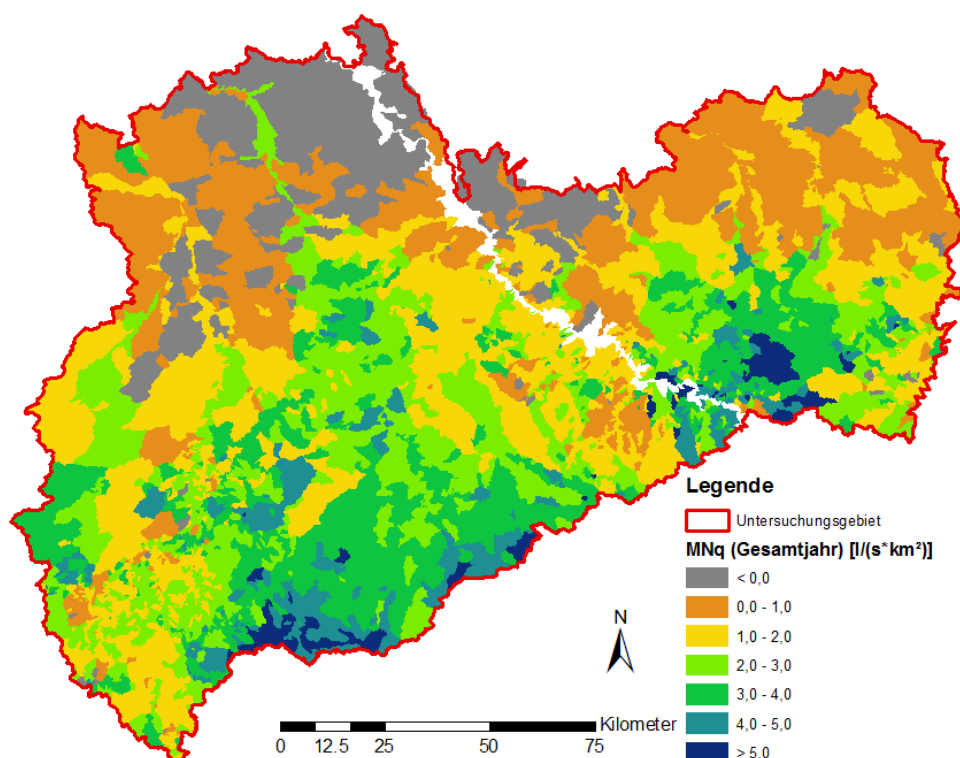 Legende
Untersuchungsgebiet
MNq (Gesamtjahr) [l/(s*km²)]
< 0,0
0,0 - 1,0
1,0 - 2,0
2,0 - 3,0
3,0 - 4,0
4,0 - 5,0
> 5,0
N
Kilometer
0 12.5 25 50 75